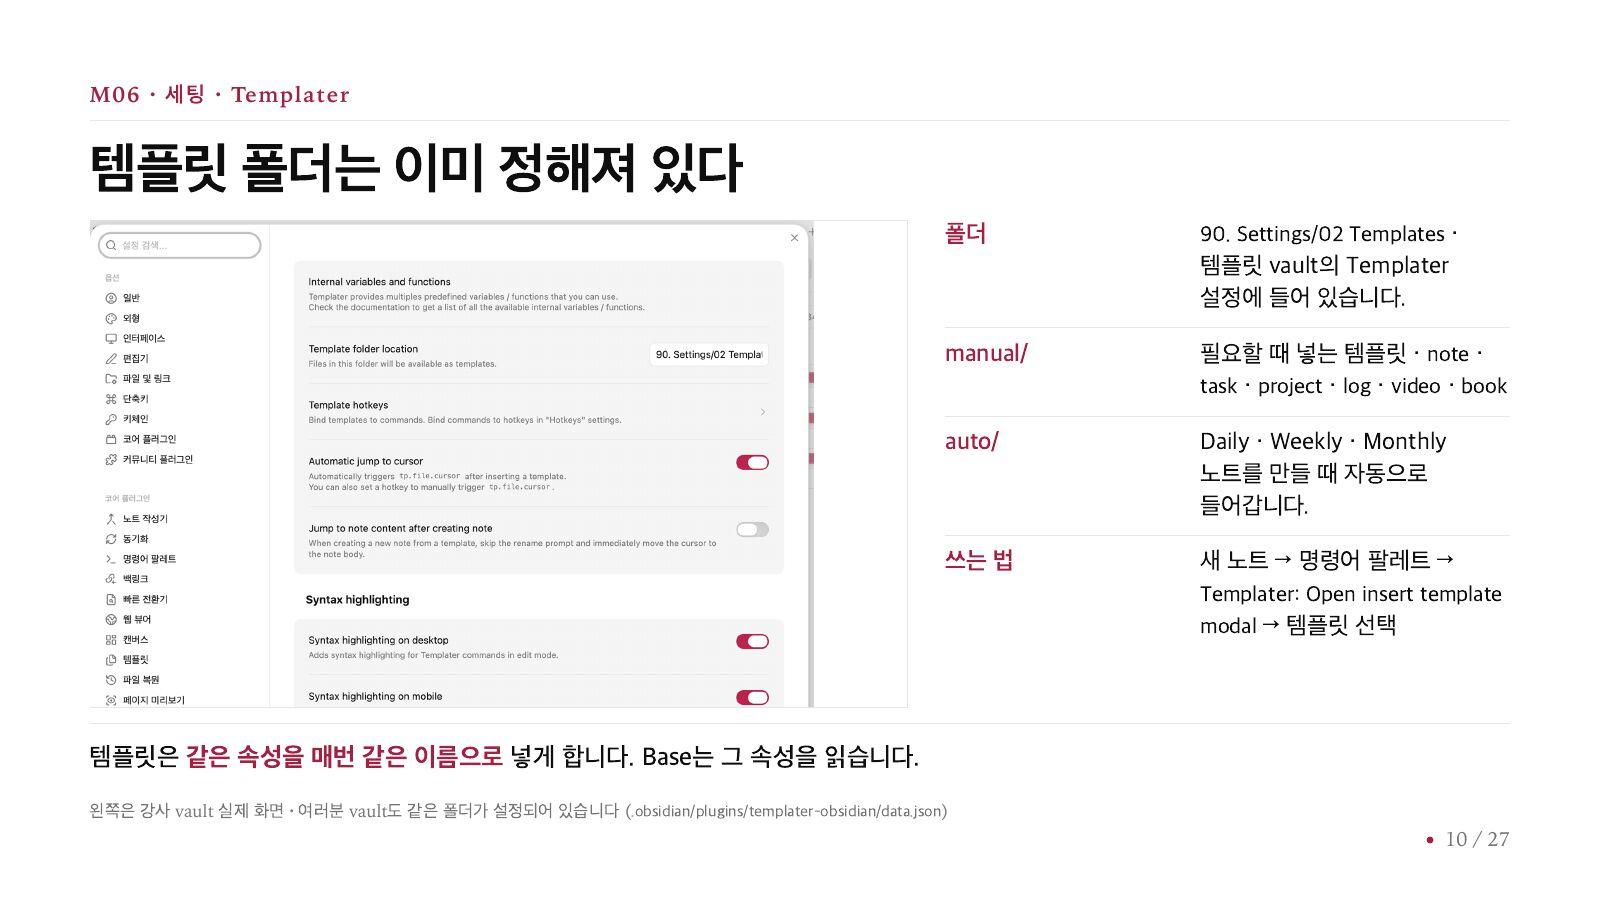 M06 · 세팅 · Templater
템플릿 폴더는 이미 정해져 있다
설정 검색...
옵션
일반
외형
인터페이스
편집기
파일 및 링크
단축키
키체인
코어 플러그인
커뮤니티 플러그인
코어 플러그인
노트 작성기
동기화
명령어 팔레트
백링크
빠른 전환기
웹 뷰어
캔버스
템플릿
파일 복원
페이지 미리보기
Internal variables and functions
Templater provides multiples predefined variables / functions that you can use.
Check the documentation to get a list of all the available internal variables / functions.
Template folder location
Files in this folder will be available as templates.
90. Settings/02 Templat
Template hotkeys
Bind templates to commands. Bind commands to hotkeys in "Hotkeys" settings.
Automatic jump to cursor
Automatically triggers tp.file.cursor after inserting a template.
You can also set a hotkey to manually trigger tp.file.cursor.
Jump to note content after creating note
When creating a new note from a template, skip the rename prompt and immediately move the cursor to
the note body.
Syntax highlighting
Syntax highlighting on desktop
Adds syntax highlighting for Templater commands in edit mode.
Syntax highlighting on mobile
폴더
90. Settings/02 Templates ·
템플릿 vault의 Templater
설정에 들어 있습니다.
manual/
필요할 때 넣는 템플릿 · note ·
task · project · log · video · book
auto/
Daily · Weekly · Monthly
노트를 만들 때 자동으로
들어갑니다.
쓰는 법
새 노트 → 명령어 팔레트 →
Templater: Open insert template
modal → 템플릿 선택
템플릿은 같은 속성을 매번 같은 이름으로 넣게 합니다. Base는 그 속성을 읽습니다.
왼쪽은 강사 vault 실제 화면 · 여러분 vault도 같은 폴더가 설정되어 있습니다 (.obsidian/plugins/templater-obsidian/data.json)
10 / 27